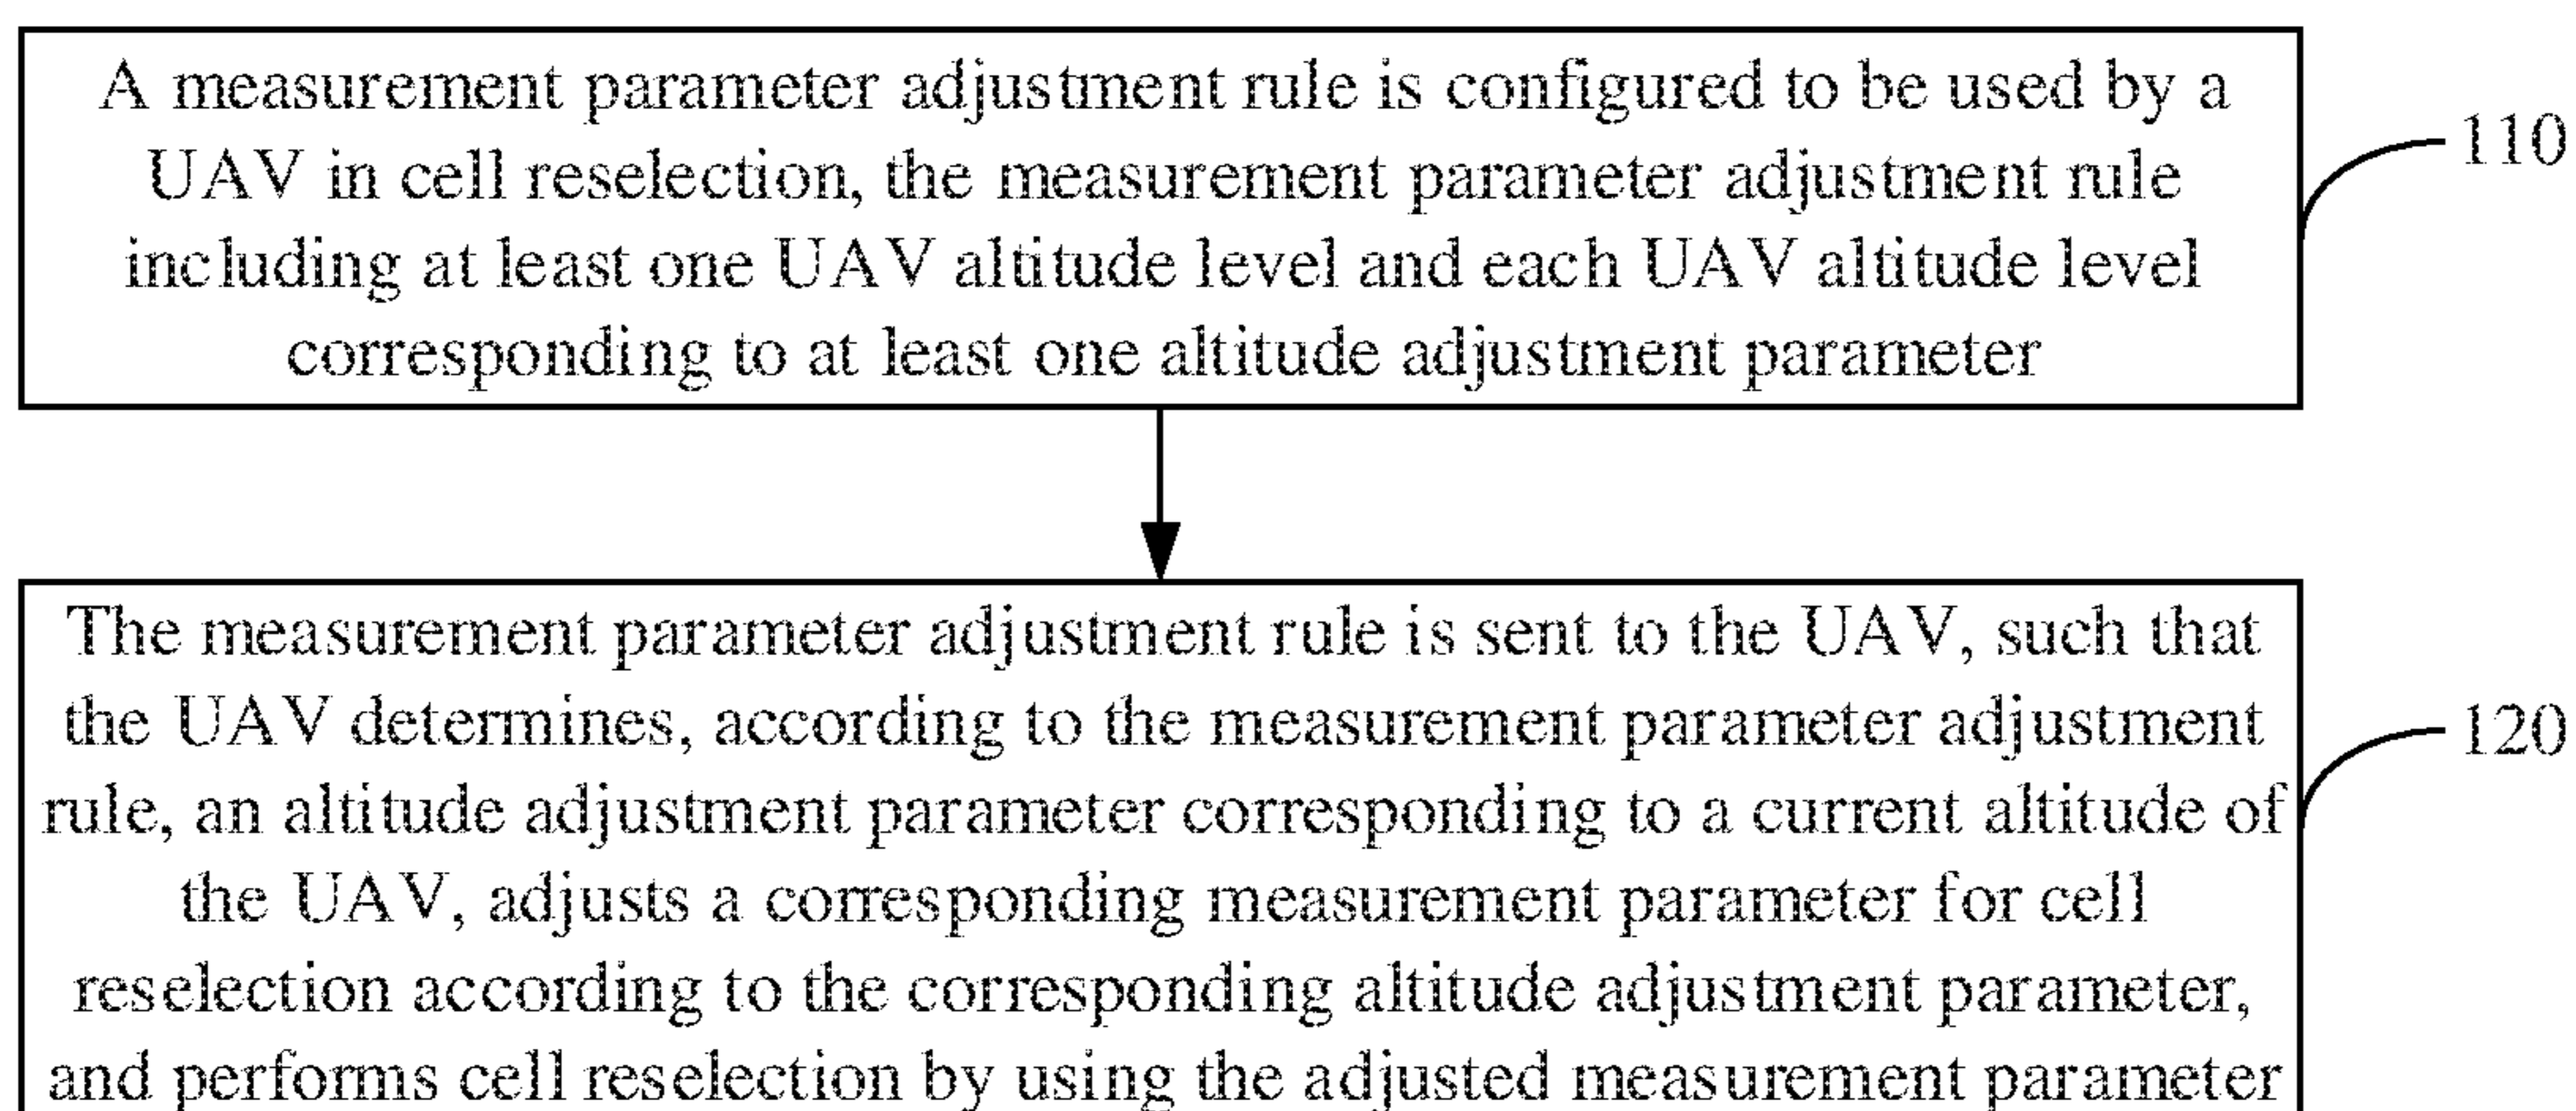 A measurement parameter adjustment rule is configured to be used by a
UAV in cell reselection, the measurement parameter adjustment rule
including at least one UAV altitude level and each UAV altitude level
corresponding to at least one altitude adjustment parameter
110
The measurement parameter adjustment rule is sent to the UAV, such that
the UAV determines, according to the measurement parameter adjustment
rule, an altitude adjustment parameter corresponding to a current altitude of
the UAV, adjusts a corresponding measurement parameter for cell
reselection according to the corresponding altitude adjustment parameter,
and performs cell reselection by using the adjusted measurement parameter
120